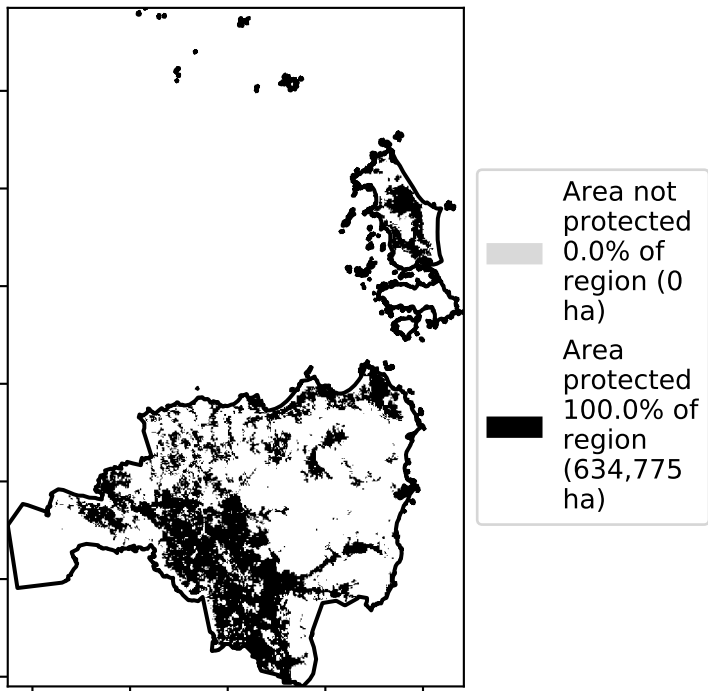 Area not
protected
0.0% of
region (0
ha)
Area
protected
100.0% of
region
(634,775
ha)